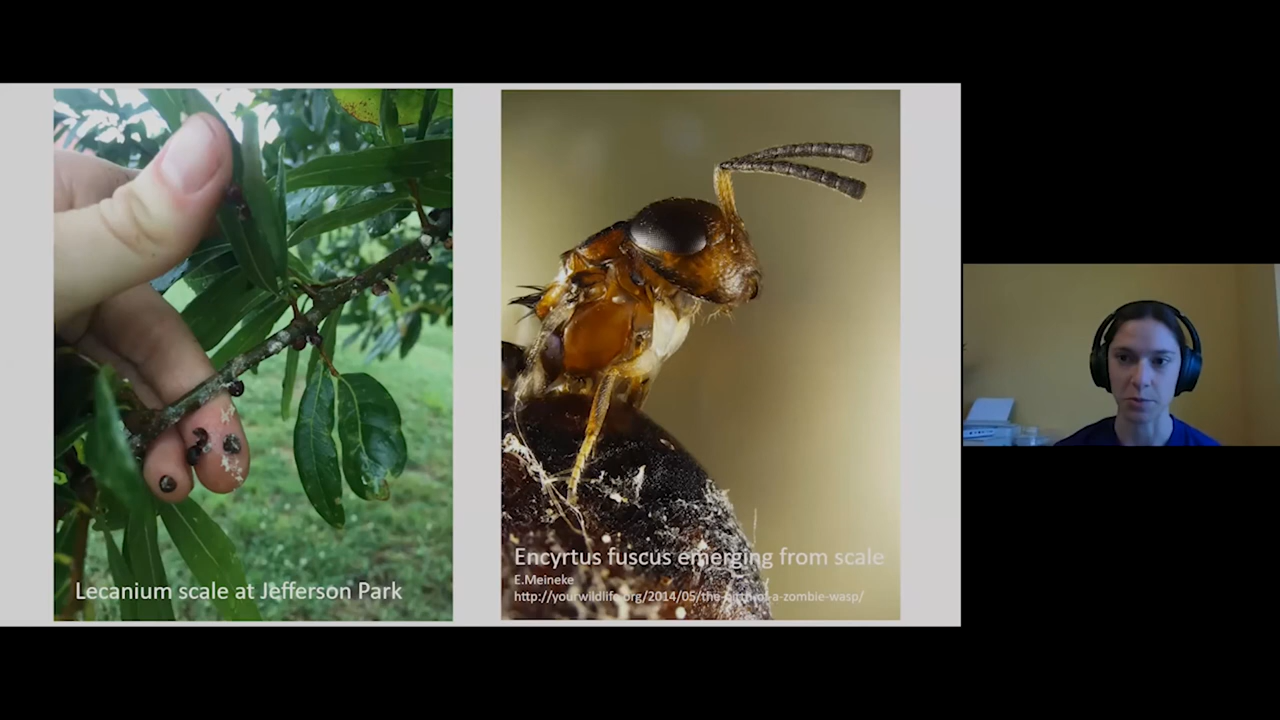 Lecanium scale at Jefferson Park
Encyrtus fuscus emerging from scale
E.Meineke
http://yourwildlife.org/2014/05/the-birth-of-a-zombie-wasp/